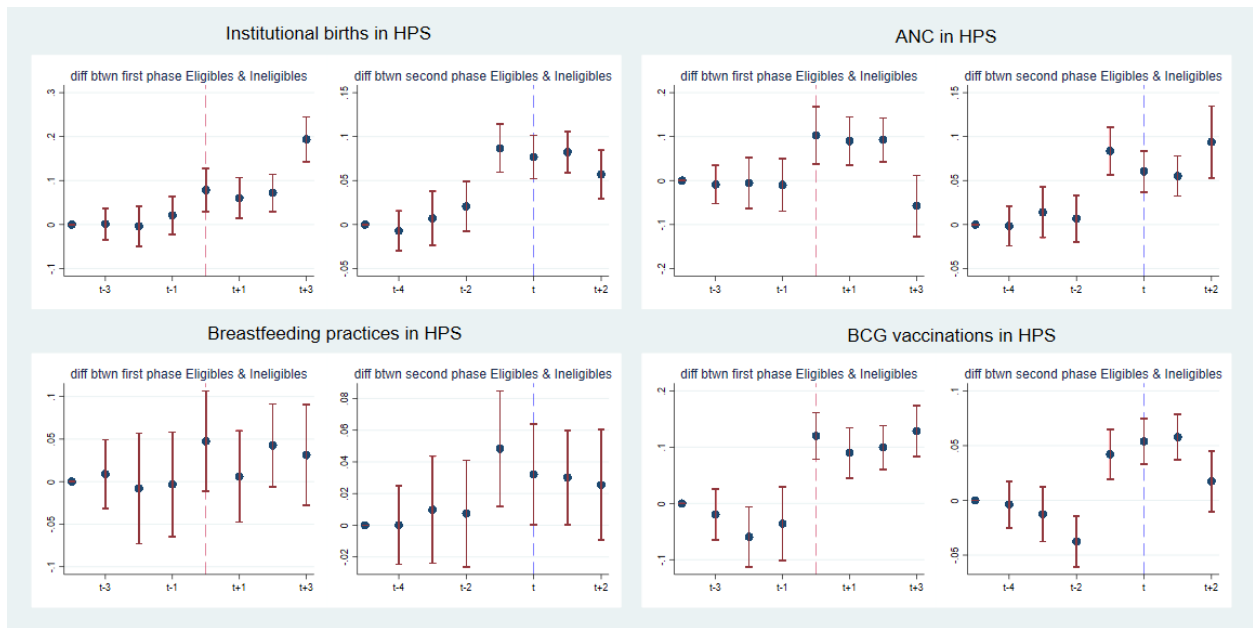 Institutional births in HPS
diff btwn first phase Eligibles & Ineligibles
.3
.2
.1
0
-.1
t-3
t-1
t+1
t+3
diff btwn second phase Eligibles & Ineligibles
.15
.1
.05
0
-.05
t-4
t-2
t
t+2
ANC in HPS
diff btwn first phase Eligibles & Ineligibles
.2
.1
0
-.1
-.2
t-3
t-1
t+1
t+3
diff btwn second phase Eligibles & Ineligibles
.15
.1
.05
0
-.05
t-4
t-2
t
t+2
Breastfeeding practices in HPS
diff btwn first phase Eligibles & Ineligibles
.1
.05
0
-.05
-.1
t-3
t-1
t+1
t+3
diff btwn second phase Eligibles & Ineligibles
.08
.06
.04
.02
0
-.02
t-4
t-2
t
t+2
BCG vaccinations in HPS
diff btwn first phase Eligibles & Ineligibles
.2
.1
0
-.1
t-3
t-1
t+1
t+3
diff btwn second phase Eligibles & Ineligibles
.1
.05
0
-.05
t-4
t-2
t
t+2